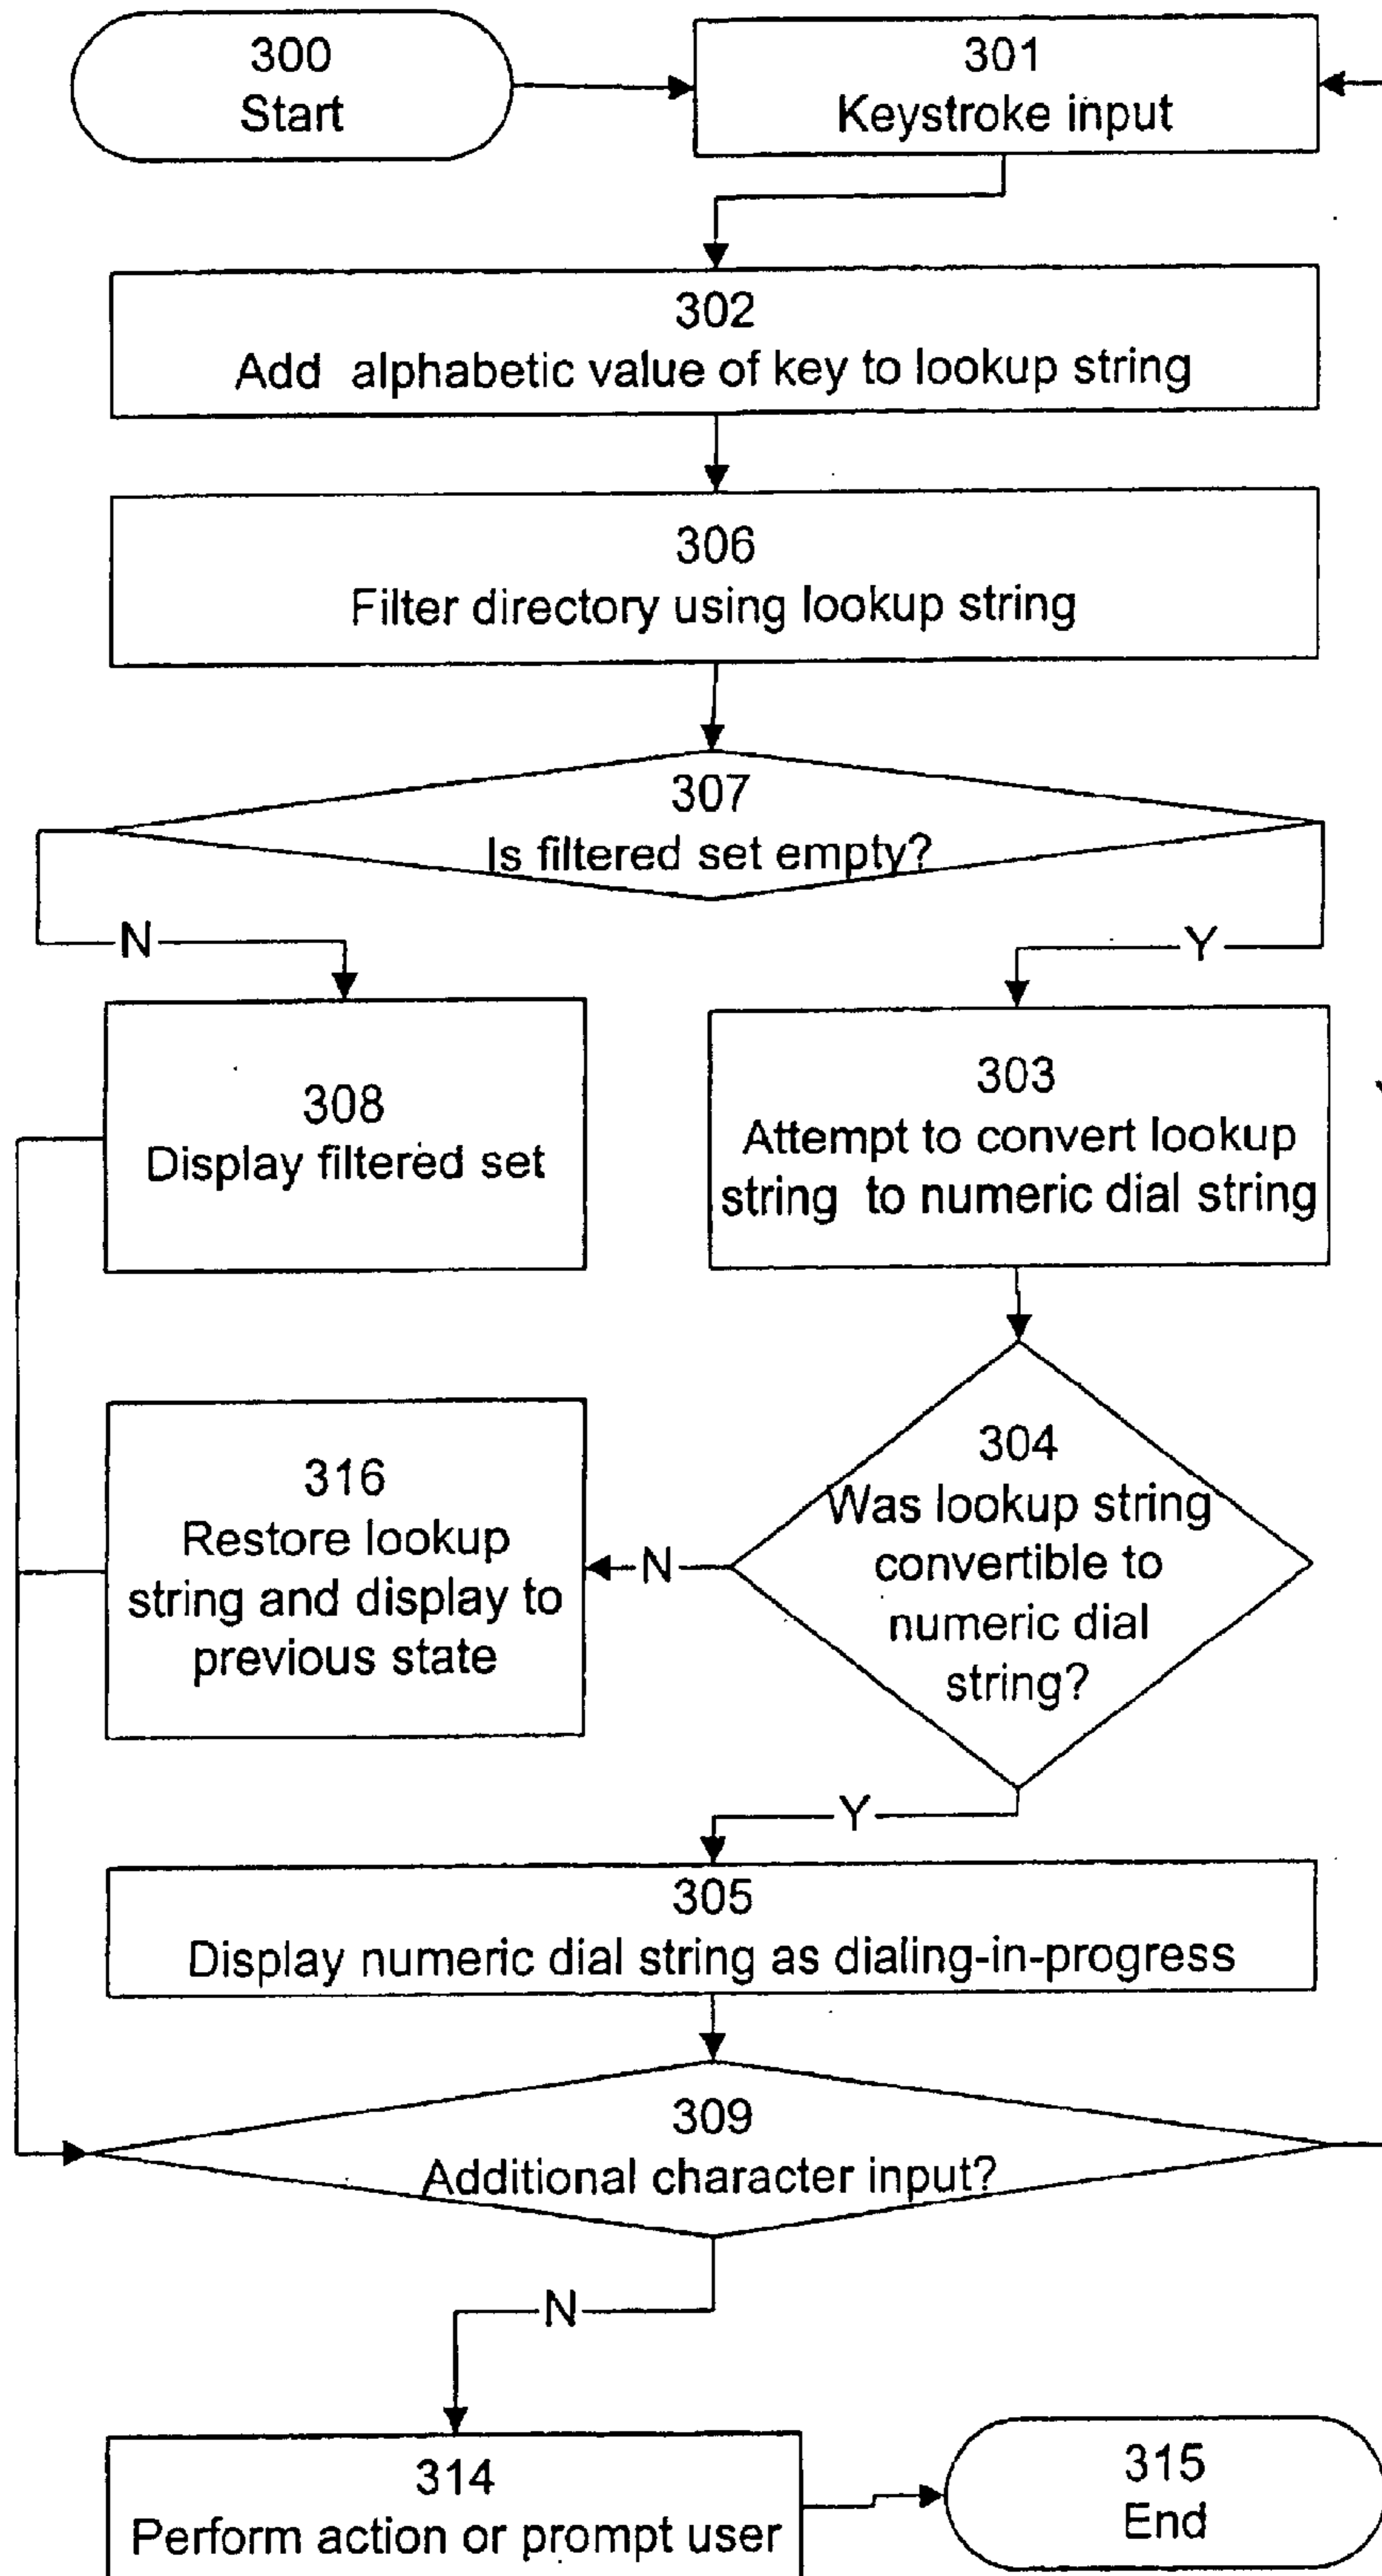 300
Start
301
Keystroke input
302
Add alphabetic value of key to lookup string
306
Filter directory using lookup string
307
Is filtered set empty?
N
Y
308
Display filtered set
303
Attempt to convert lookup
string to numeric dial string
304
Was lookup string
convertible to
numeric dial
string?
N
316
Restore lookup
string and display to
previous state
Y
305
Display numeric dial string as dialing-in-progress
309
Additional character input?
N
314
Perform action or prompt user
315
End